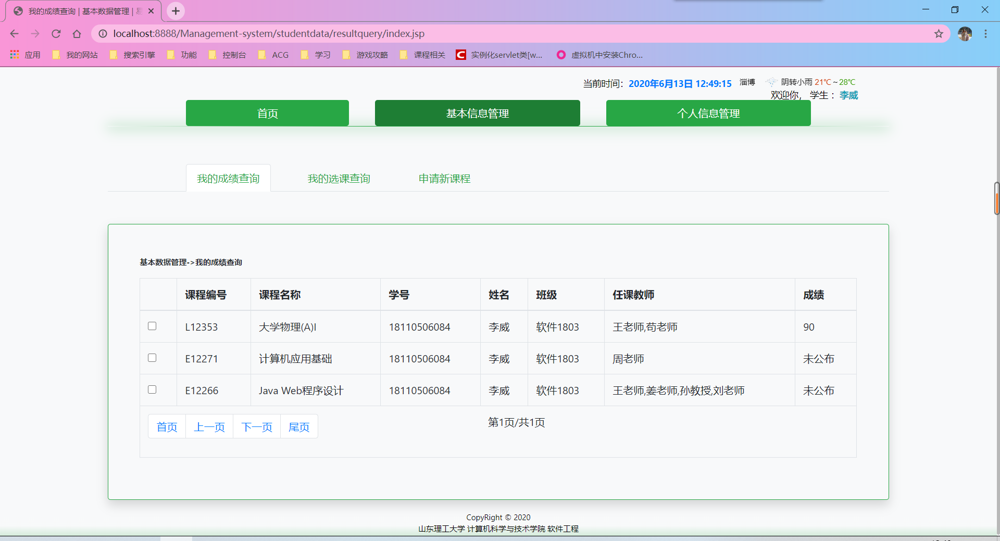 我的成绩查询 | 基本数据管理 |
localhost:8888/Management-system/studentdata/resultquery/index.jsp
应用 我的网站 搜索引擎 功能 控制台 ACG 学习 游戏攻略 课程相关 实例化servlet类[w... 虚拟机中安装Chro...
当前时间：2020年6月13日 12:49:15 淄博 阴转小雨 21℃～28℃
欢迎你， 学生 ：李威
首页 基本信息管理 个人信息管理
我的成绩查询 我的选课查询 申请新课程
基本数据管理->我的成绩查询
课程编号 课程名称 学号 姓名 班级 任课教师 成绩
L12353 大学物理(A)I 18110506084 李威 软件1803 王老师,苟老师 90
E12271 计算机应用基础 18110506084 李威 软件1803 周老师 未公布
E12266 Java Web程序设计 18110506084 李威 软件1803 王老师,姜老师,孙教授,刘老师 未公布
首页 上一页 下一页 尾页 第1页/共1页
CopyRight © 2020
山东理工大学 计算机科学与技术学院 软件工程